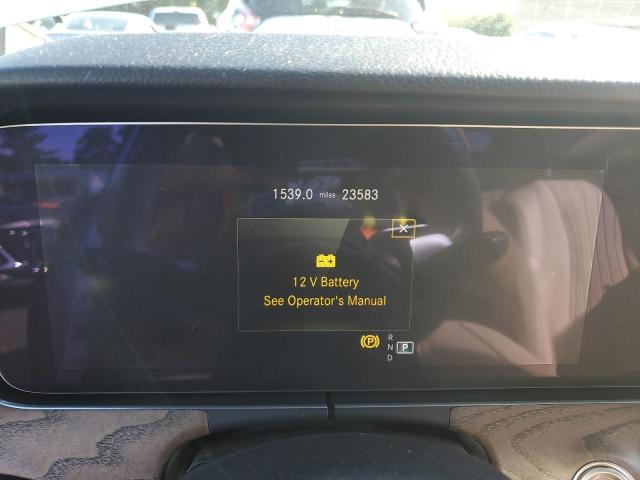 1539.0 miles 23583
12 V Battery
See Operator's Manual
P R
N P
D